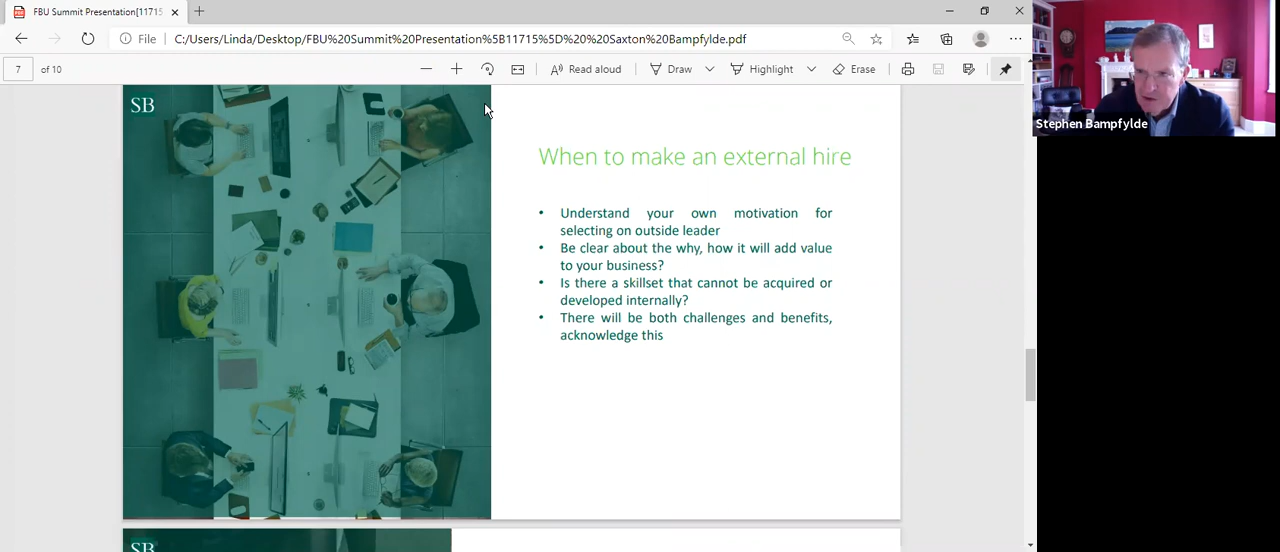 FBU Summit Presentation[11715
File
C:/Users/Linda/Desktop/FBU%20Summit%20Presentation%5B11715%5D%20%20Saxton%20Bampfylde.pdf
7 of 10
Read aloud
Draw
Highlight
Erase
Stephen Bampfylde
SB
When to make an external hire
• Understand your own motivation for
selecting on outside leader
• Be clear about the why, how it will add value
to your business?
• Is there a skillset that cannot be acquired or
developed internally?
• There will be both challenges and benefits,
acknowledge this
SB